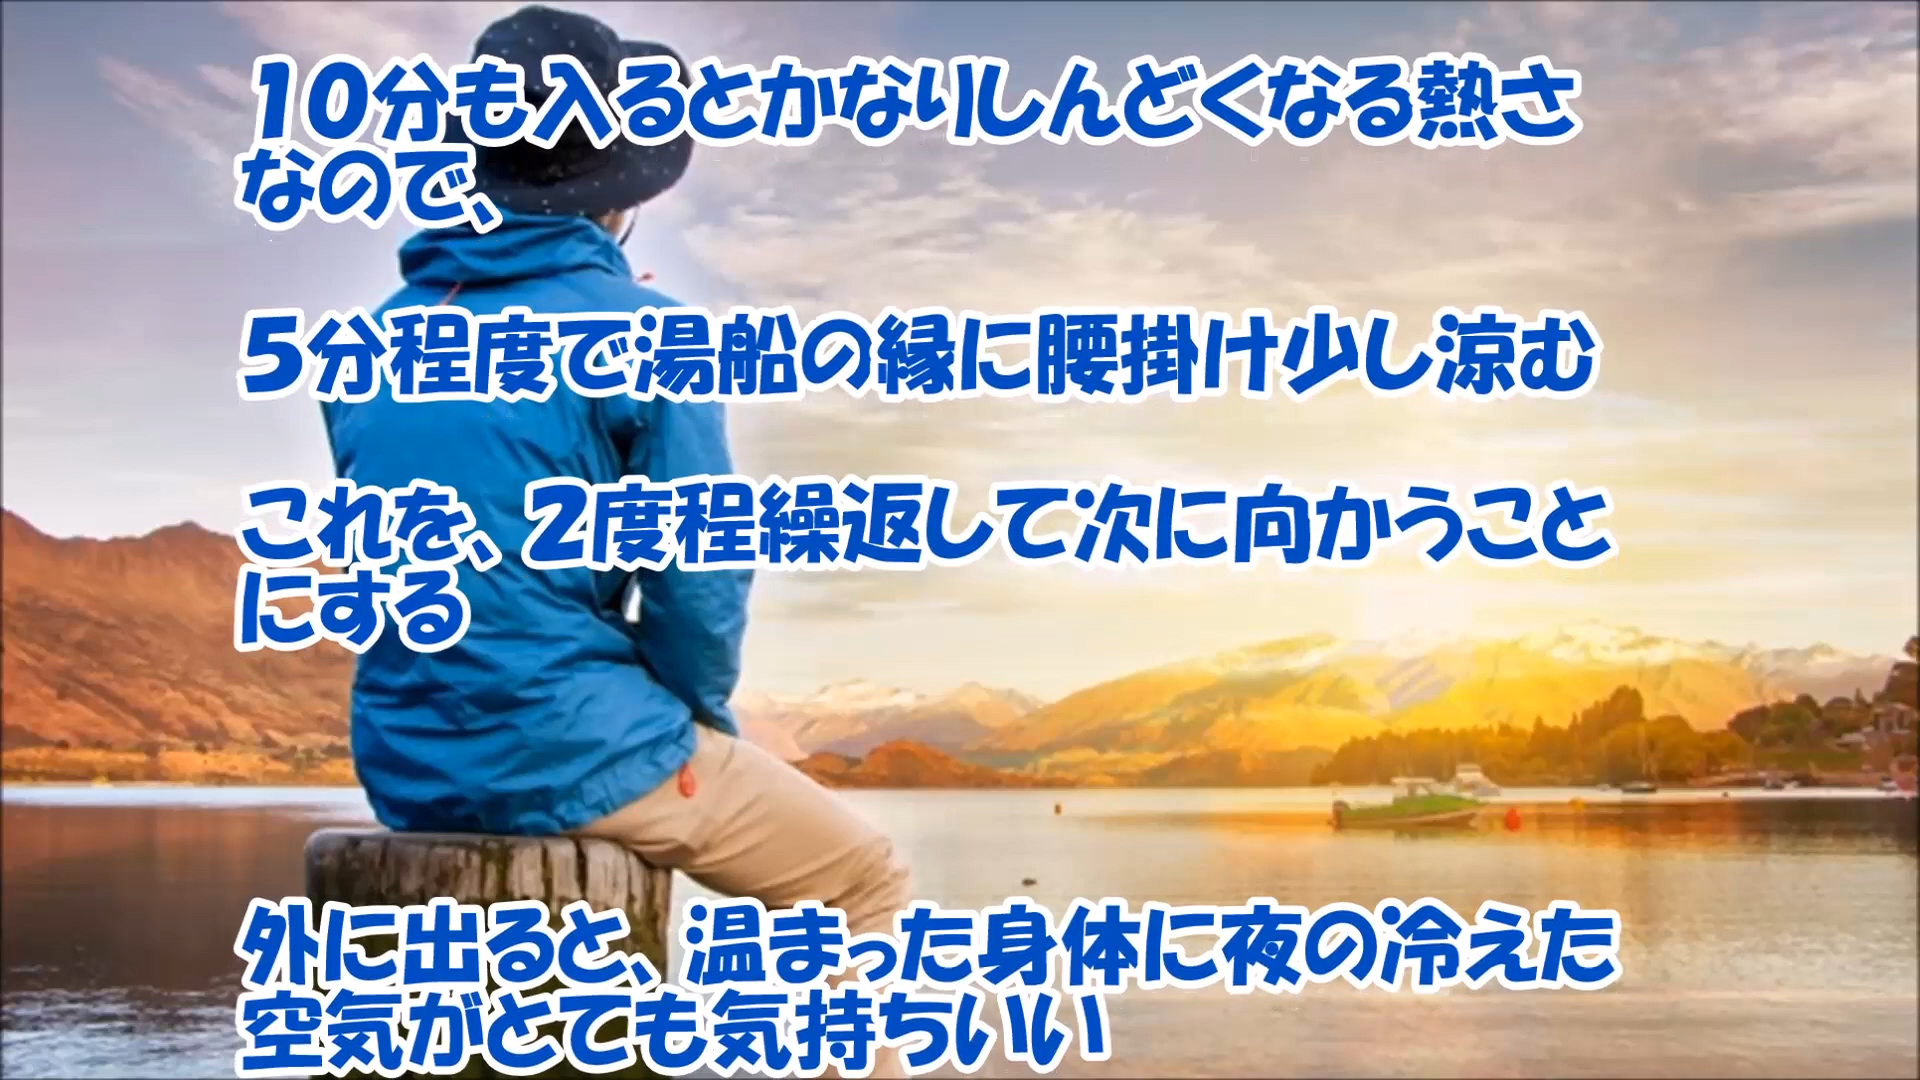 10分も入るとかなりしんどくなる熱さ
なので、
5分程度で湯船の縁に腰掛け少し涼む
これを、2度程繰返して次に向かうこと
にする
外に出ると、温まった身体に夜の冷えた
空気がとても気持ちいい